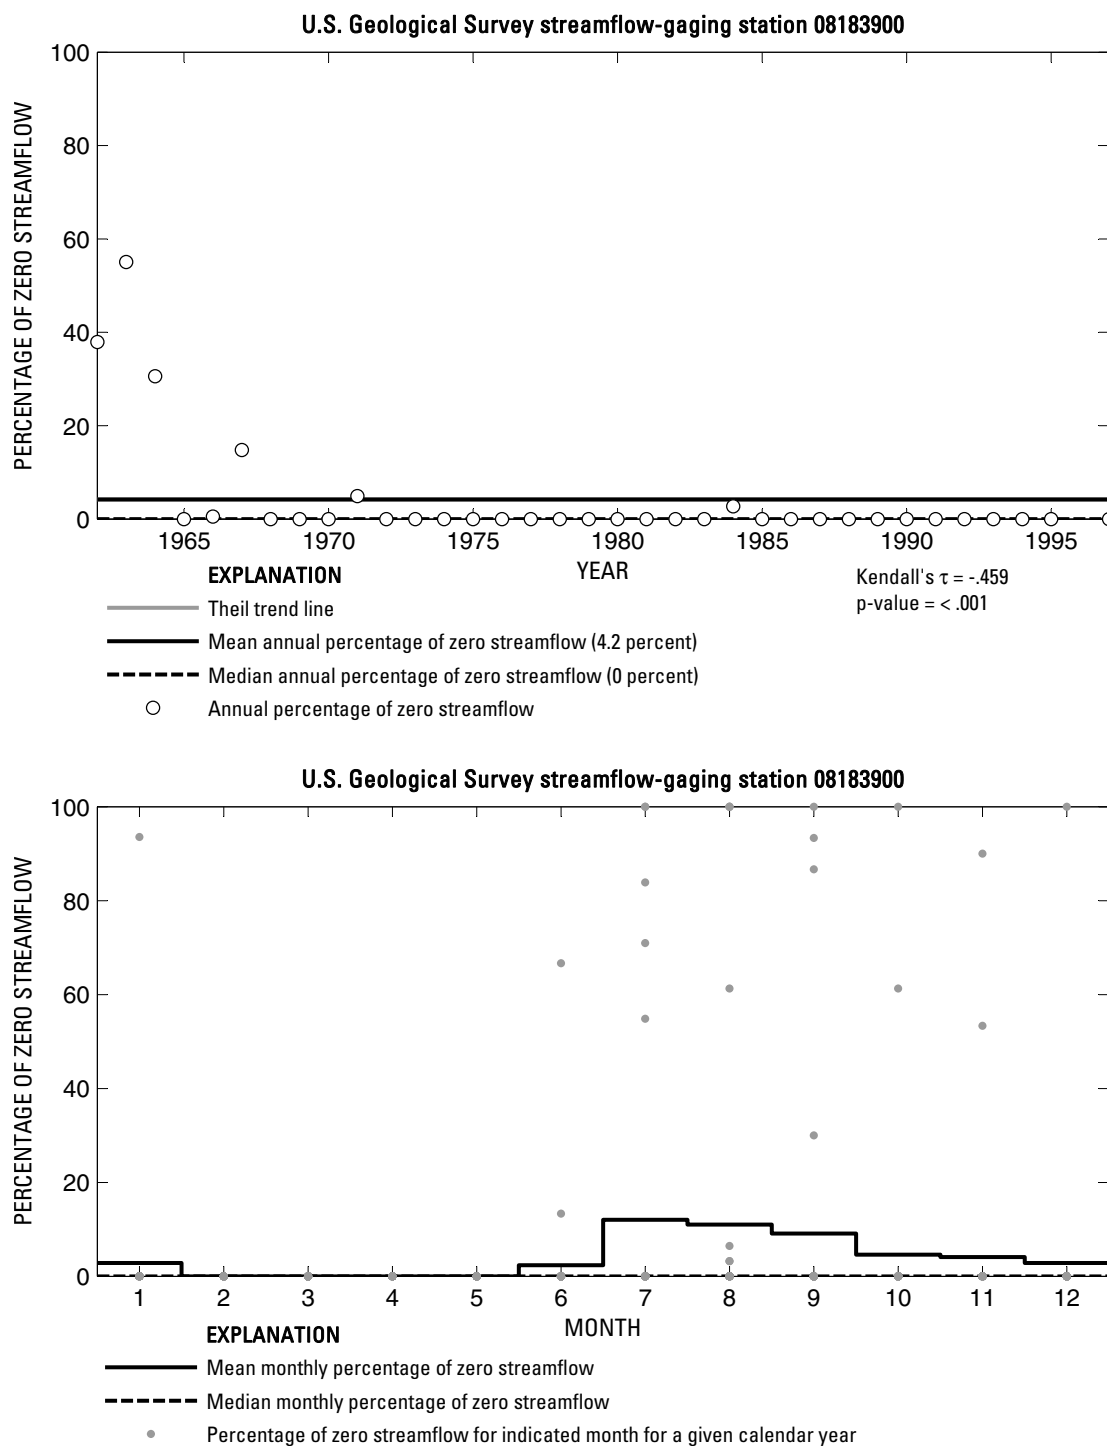 U.S. Geological Survey streamflow-gaging station 08183900
PERCENTAGE OF ZERO STREAMFLOW
100
80
60
40
20
0
1965 1970 1975 1980 1985 1990 1995
YEAR
Kendall's τ = -.459
p-value = < .001
EXPLANATION
Theil trend line
Mean annual percentage of zero streamflow (4.2 percent)
Median annual percentage of zero streamflow (0 percent)
Annual percentage of zero streamflow
U.S. Geological Survey streamflow-gaging station 08183900
PERCENTAGE OF ZERO STREAMFLOW
100
80
60
40
20
0
1 2 3 4 5 6 7 8 9 10 11 12
MONTH
EXPLANATION
Mean monthly percentage of zero streamflow
Median monthly percentage of zero streamflow
Percentage of zero streamflow for indicated month for a given calendar year